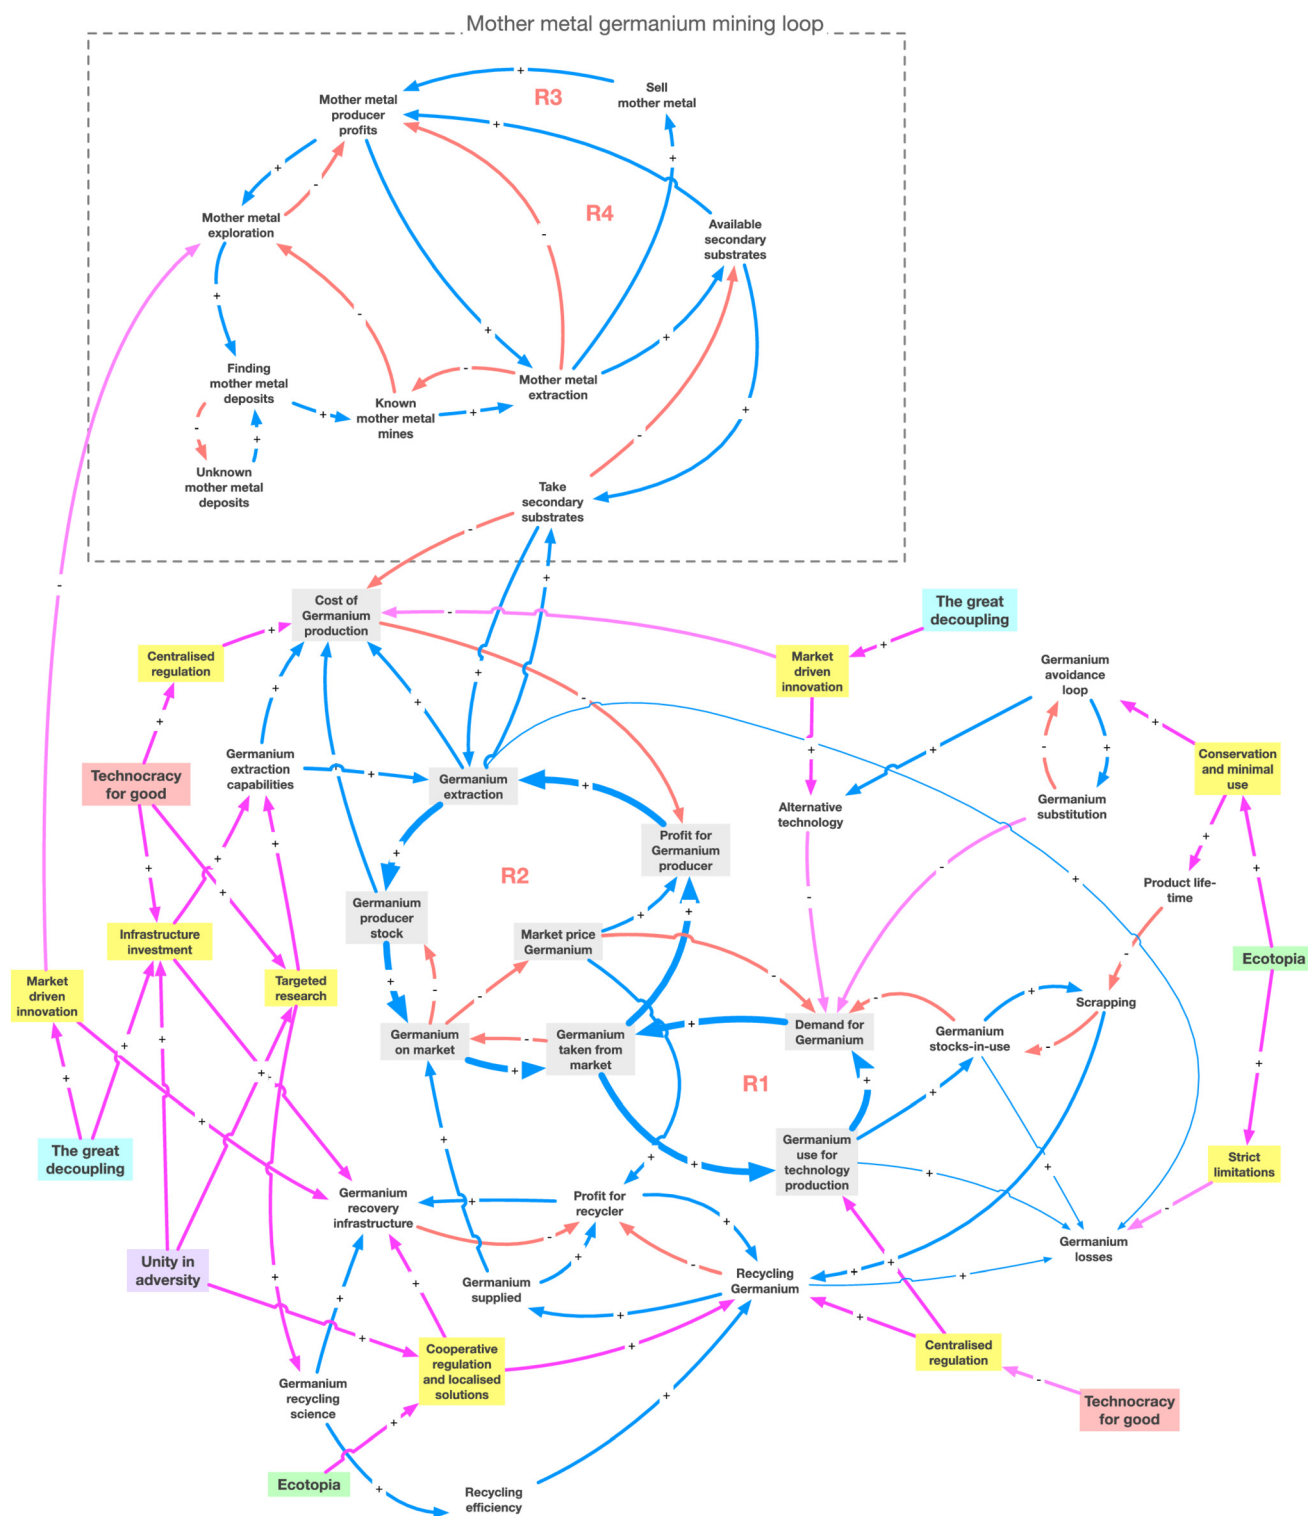 Mother metal germanium mining loop
Mother metal
producer
profits
R3
Sell
mother metal
R4
Mother metal
exploration
Available
secondary
substrates
Finding
mother metal
deposits
Known
mother metal
mines
Mother metal
extraction
Unknown
mother metal
deposits
Take
secondary
substrates
Cost of
Germanium
production
The great
decoupling
Centralised
regulation
Market
driven
innovation
Germanium
avoidance
loop
Technocracy
for good
Germanium
extraction
capabilities
Germanium
extraction
Alternative
technology
Germanium
substitution
Conservation
and minimal
use
Profit for
Germanium
producer
R2
Product life-
time
Germanium
producer
stock
Market price
Germanium
Infrastructure
investment
Ecotopia
Market
driven
innovation
Targeted
research
Scrapping
Germanium
on market
Germanium
taken from
market
Demand for
Germanium
Germanium
stocks-in-use
R1
The great
decoupling
Germanium
use for
technology
production
Strict
limitations
Germanium
recovery
infrastructure
Profit for
recycler
Germanium
losses
Unity in
adversity
Germanium
supplied
Recycling
Germanium
Cooperative
regulation
and localised
solutions
Centralised
regulation
Germanium
recycling
science
Technocracy
for good
Ecotopia
Recycling
efficiency